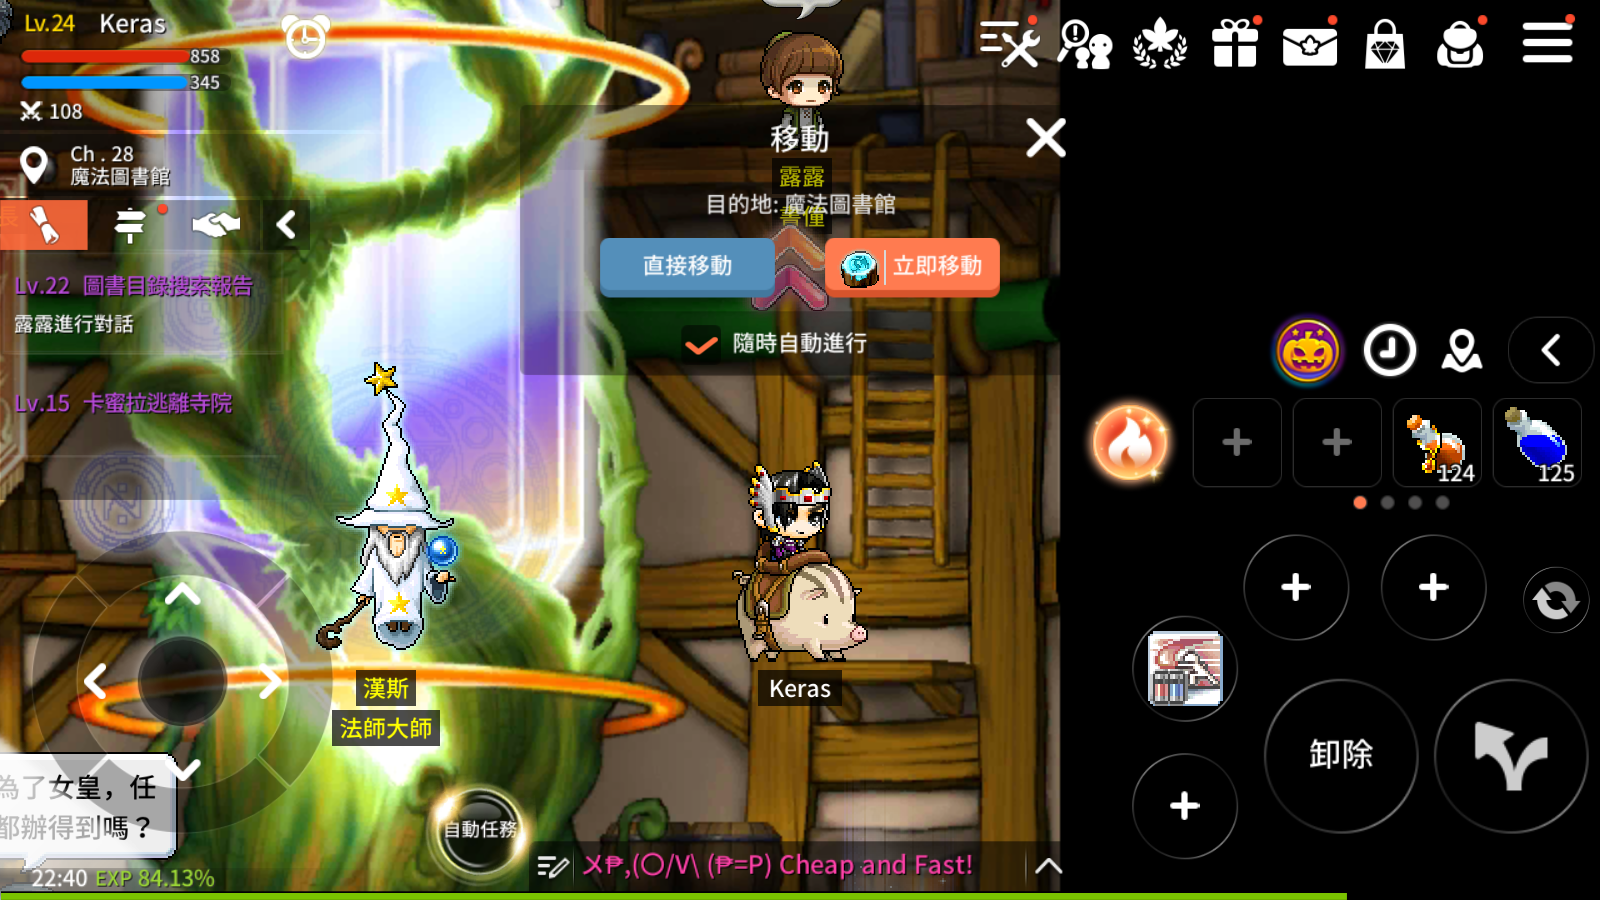 Lv.24 Keras
858
345
108
Ch . 28
魔法圖書館
長
Lv.22 圖書目錄搜索報告
露露進行對話
Lv.15 卡蜜拉逃離寺院
移動
露露
目的地: 魔法圖書館
書僮
直接移動
立即移動
隨時自動進行
124
125
漢斯
法師大師
Keras
卸除
為了女皇，任
都辦得到嗎？
自動任務
22:40 EXP 84.13%
乄₱,(〇/V\ (₱=P) Cheap and Fast!